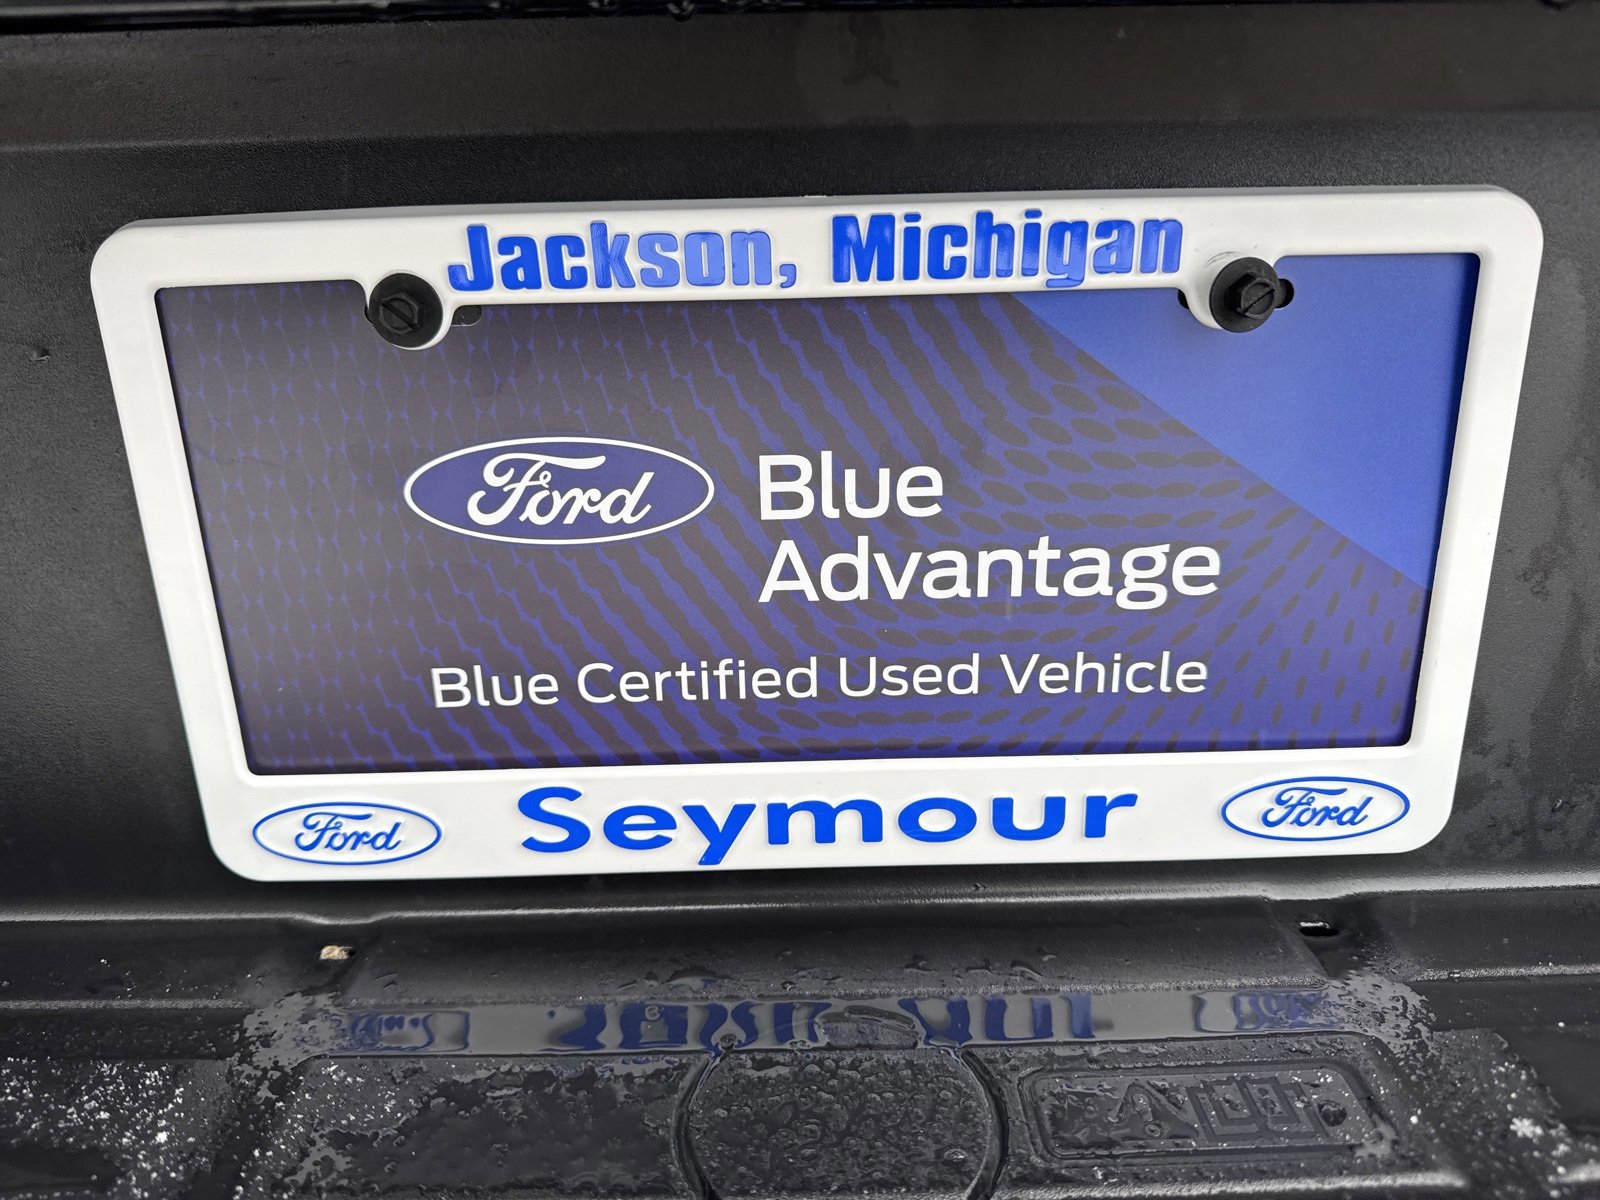 Jackson, Michigan
Ford
Blue
Advantage
Blue Certified Used Vehicle
Ford Seymour Ford